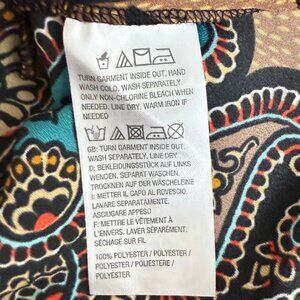 TURN GARMENT INSIDE OUT. HAND
WASH COLD. WASH SEPARATELY.
ONLY NON-CHLORINE BLEACH WHEN
NEEDED. LINE DRY. WARM IRON IF
NEEDED.
GB: TURN GARMENT INSIDE OUT.
WASH SEPARATELY. LINE DRY.
D: BEKLEIDUNGSSTÜCK AUF LINKS
WENDEN. SEPARAT WASCHEN.
TROCKNEN AUF DER WÄSCHELEINE
I: METTER IL CAPO AL ROVESCIO.
LAVARE SEPARATAMENTE.
ASCIUGARE APPESO
F: METTRE LE VÊTEMENT À
L'ENVERS. LAVER SÉPARÉMENT.
SÉCHAGE SUR FIL
100% POLYESTER / POLYESTER /
POLYESTER / POLIESTERE /
POLYESTER